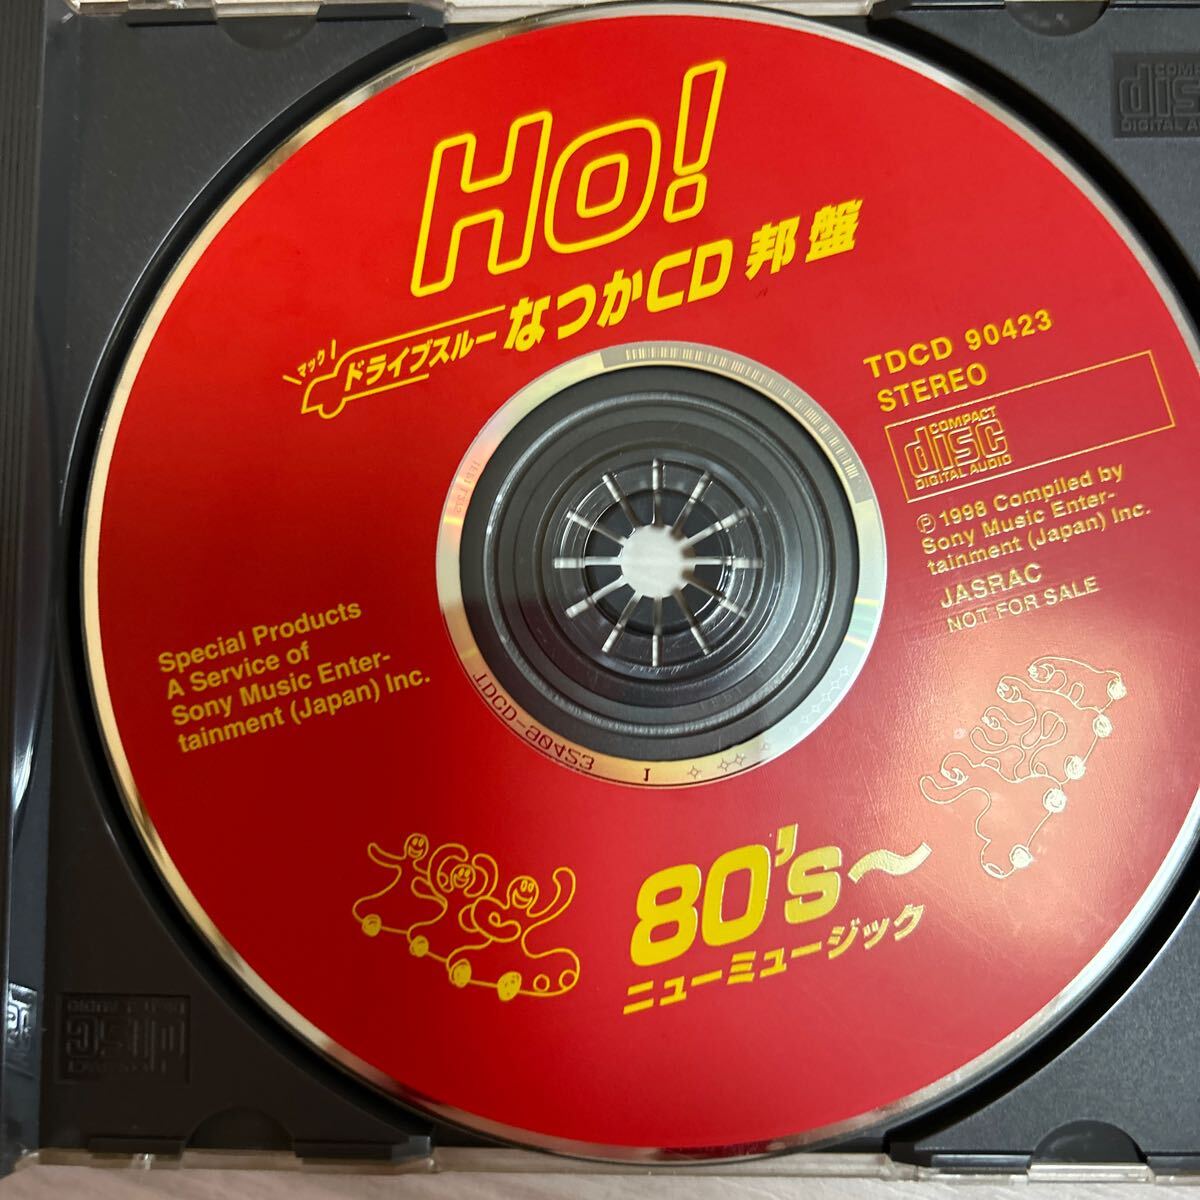 Ho!
マック!
ドライブスルー
なつかCD 邦盤
TDCD 90423
STEREO
COMPACT
disc
DIGITAL AUDIO
Ⓟ1998 Compiled by
Sony Music Enter-
tainment (Japan) Inc.
JASRAC
NOT FOR SALE
Special Products
A Service of
Sony Music Enter-
tainment (Japan) Inc.
80's～
ニューミュージック